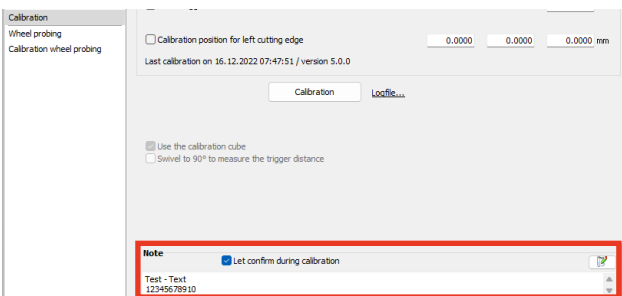 Calibration
Wheel probing
Calibration wheel probing
Calibration position for left cutting edge 0.0000 0.0000 0.0000 mm
Last calibration on 16.12.2022 07:47:51 / version 5.0.0
Calibration Logfile...
Use the calibration cube
Swivel to 90° to measure the trigger distance
Note
Let confirm during calibration
Test - Text
12345678910